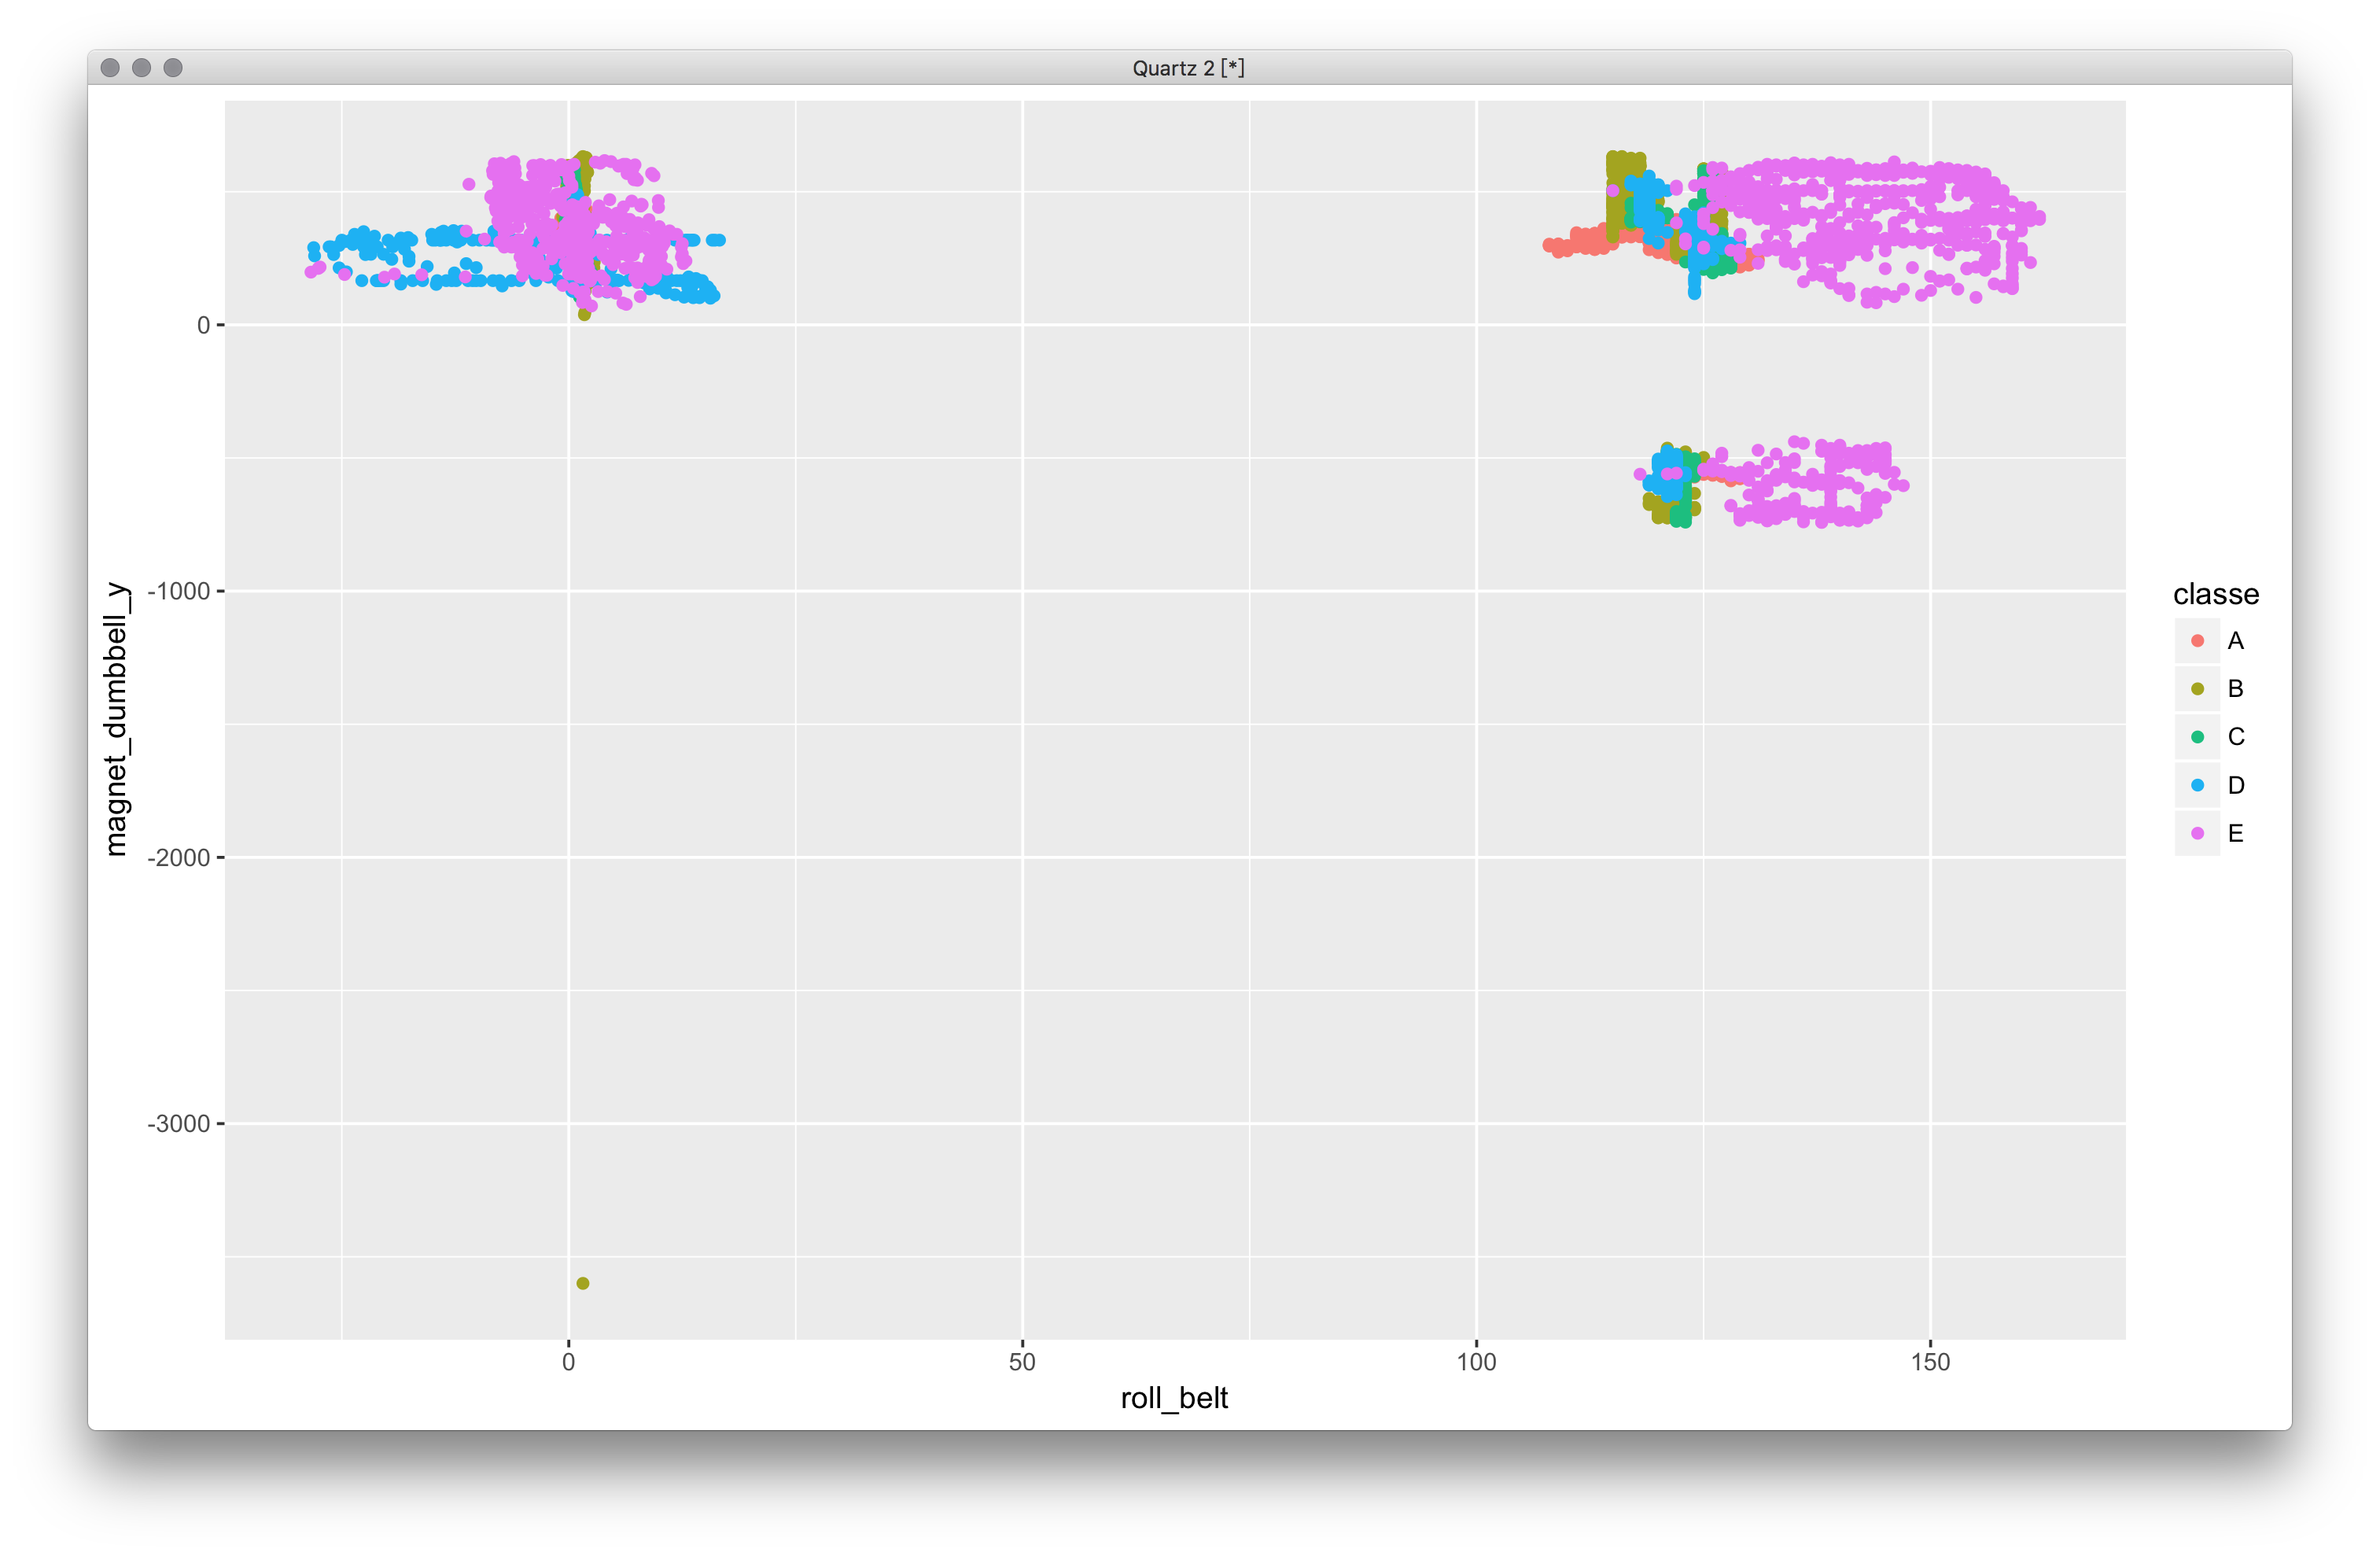 Quartz 2 [*]
magnet_dumbbell_y
0
-1000
-2000
-3000
0
50
100
150
roll_belt
classe
A
B
C
D
E